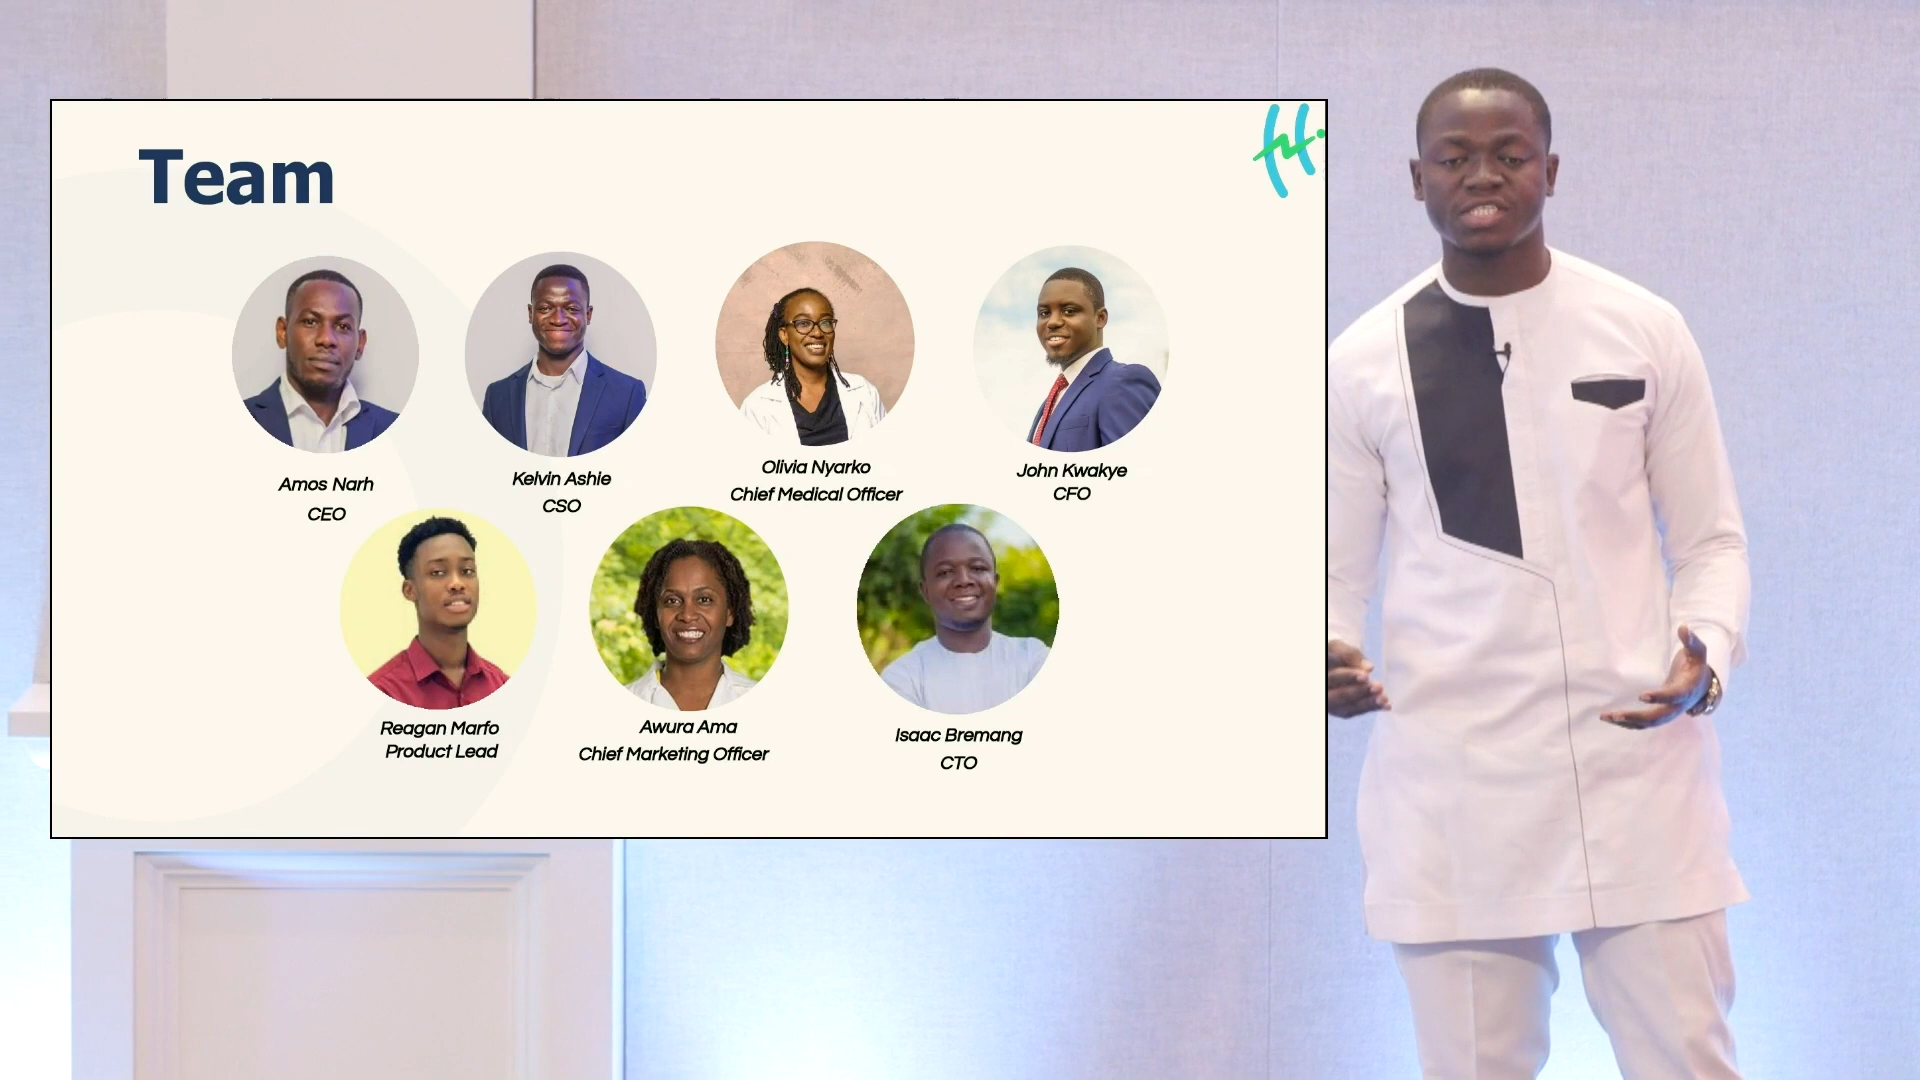 Team
Amos Narh
CEO
Kelvin Ashie
CSO
Olivia Nyarko
Chief Medical Officer
John Kwakye
CFO
Reagan Marfo
Product Lead
Awura Ama
Chief Marketing Officer
Isaac Bremang
CTO